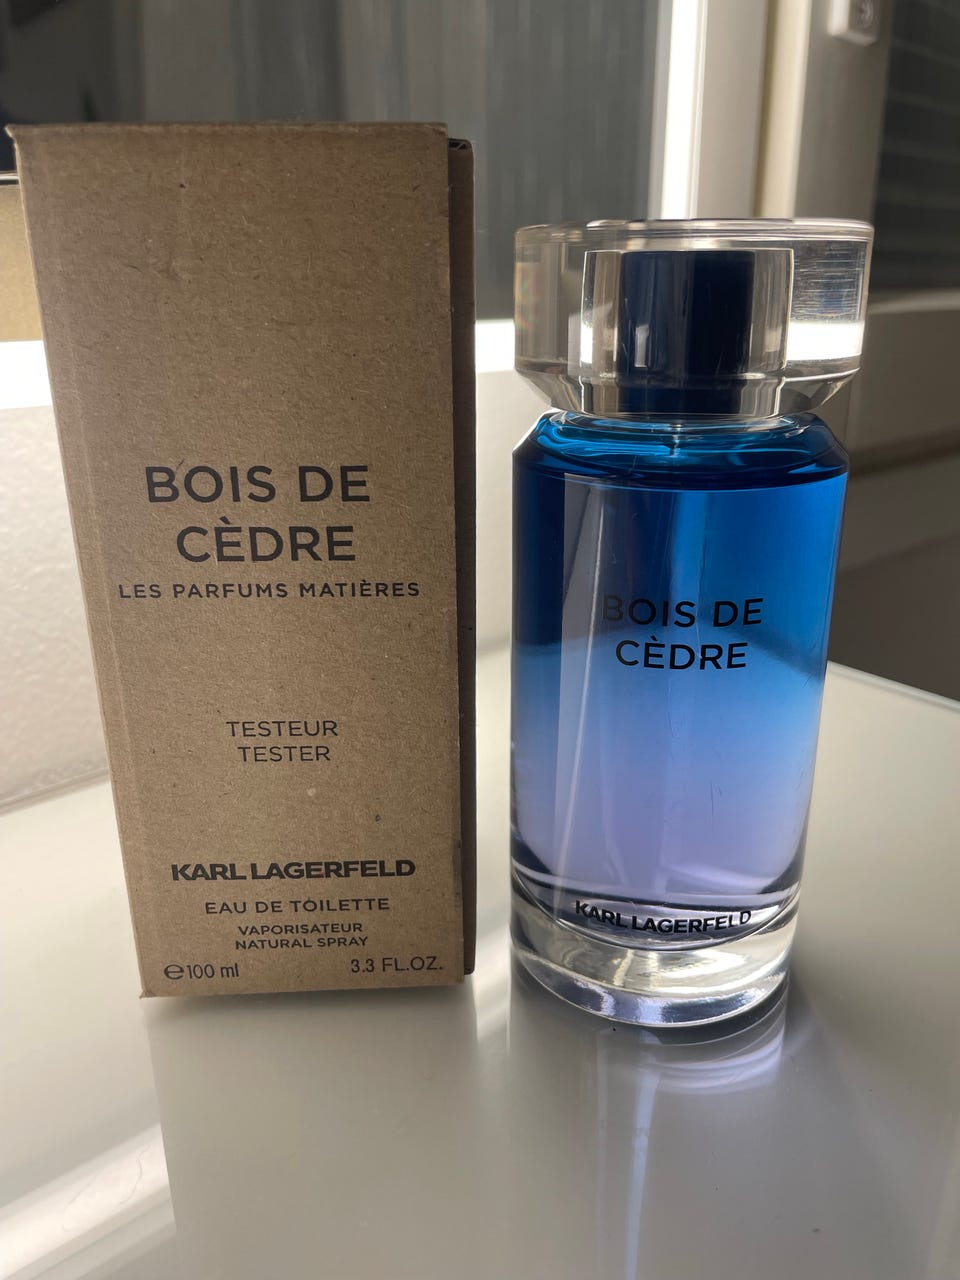 BOIS DE
CÈDRE
LES PARFUMS MATIÈRES
TESTEUR
TESTER
KARL LAGERFELD
EAU DE TOILETTE
VAPORISATEUR
NATURAL SPRAY
℮100 ml 3.3 FL.OZ.
BOIS DE
CÈDRE
KARL LAGERFELD